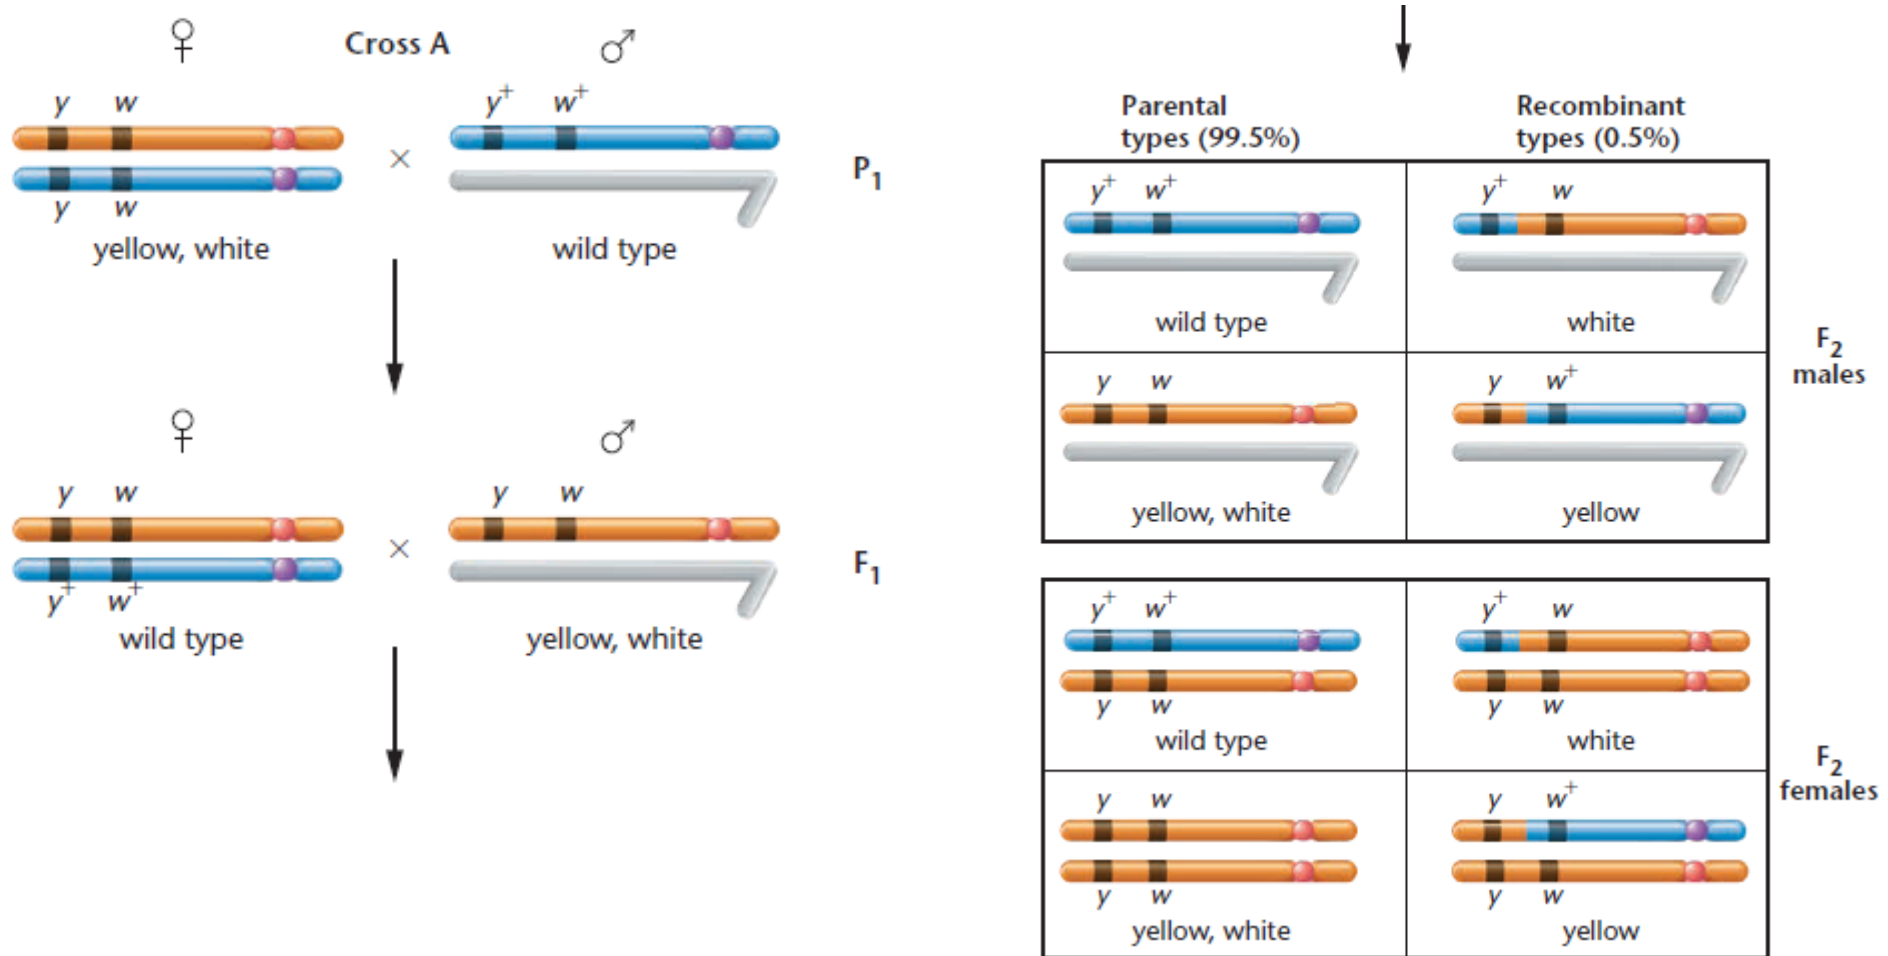 ♀ Cross A ♂
y w y⁺ w⁺
×
P₁
y w
yellow, white wild type
♀ ♂
y w y w
×
F₁
y⁺ w⁺
wild type yellow, white
Parental types (99.5%)
Recombinant types (0.5%)
y⁺ w⁺ y⁺ w
wild type white
F₂ males
y w y w⁺
yellow, white yellow
y⁺ w⁺ y⁺ w
y w y w
wild type white
F₂ females
y w y w⁺
y w y w
yellow, white yellow